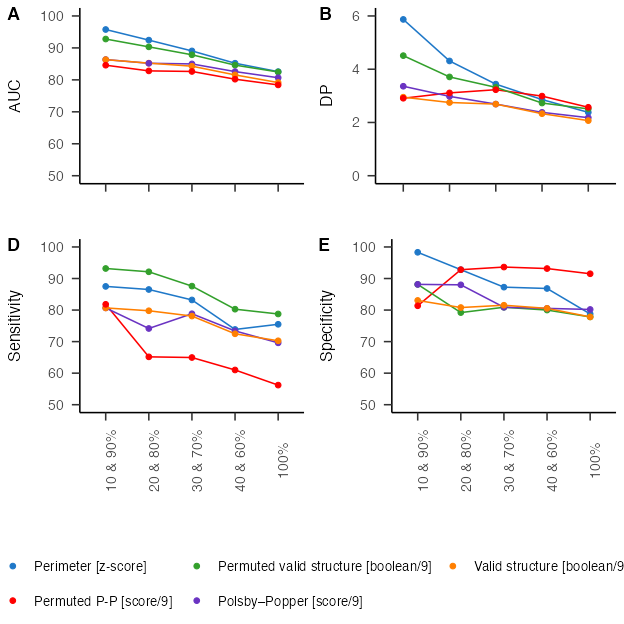 A
B
100
90
80
70
60
50
AUC
6
4
2
0
DP
D
E
100
90
80
70
60
50
Sensitivity
100
90
80
70
60
50
Specificity
10 & 90%
20 & 80%
30 & 70%
40 & 60%
100%
10 & 90%
20 & 80%
30 & 70%
40 & 60%
100%
Perimeter [z-score]
Permuted valid structure [boolean/9]
Valid structure [boolean/9
Permuted P-P [score/9]
Polsby–Popper [score/9]